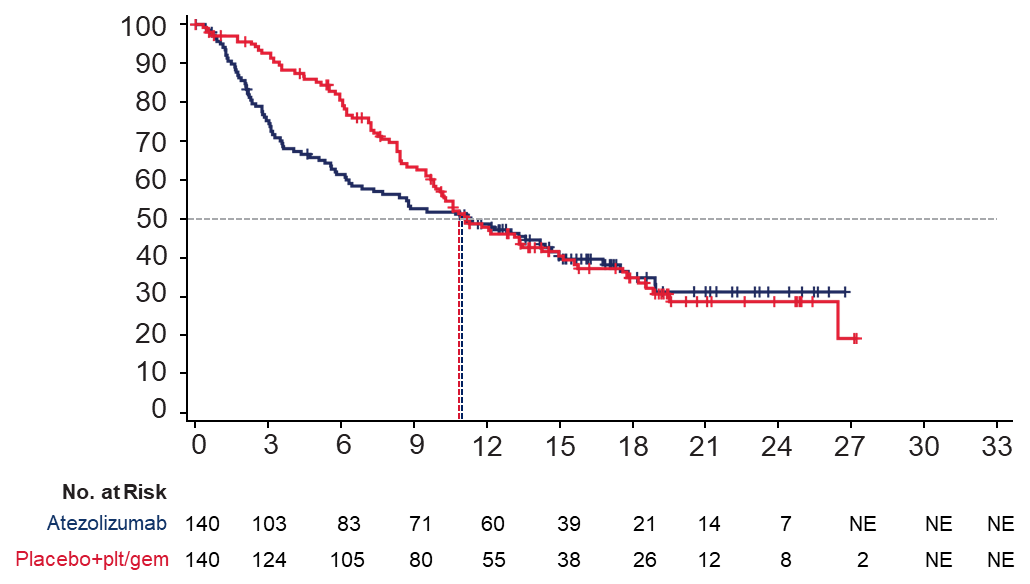 100
90
80
70
60
50
40
30
20
10
0
0 3 6 9 12 15 18 21 24 27 30 33
No. at Risk
Atezolizumab 140 103 83 71 60 39 21 14 7 NE NE NE
Placebo+plt/gem 140 124 105 80 55 38 26 12 8 2 NE NE